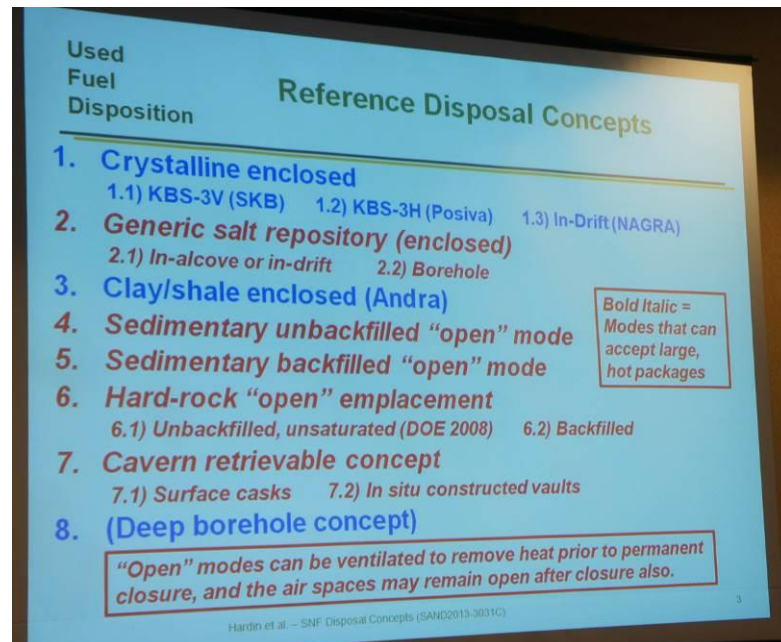 Used
Fuel
Disposition
Reference Disposal Concepts
1. Crystalline enclosed
1.1) KBS-3V (SKB) 1.2) KBS-3H (Posiva) 1.3) In-Drift (NAGRA)
2. Generic salt repository (enclosed)
2.1) In-alcove or in-drift 2.2) Borehole
3. Clay/shale enclosed (Andra)
4. Sedimentary unbackfilled “open” mode
5. Sedimentary backfilled “open” mode
6. Hard-rock “open” emplacement
6.1) Unbackfilled, unsaturated (DOE 2008) 6.2) Backfilled
7. Cavern retrievable concept
7.1) Surface casks 7.2) In situ constructed vaults
8. (Deep borehole concept)
Bold Italic =
Modes that can
accept large,
hot packages
“Open” modes can be ventilated to remove heat prior to permanent
closure, and the air spaces may remain open after closure also.
Hardin et al. – SNF Disposal Concepts (SAND2013-3031C)
3